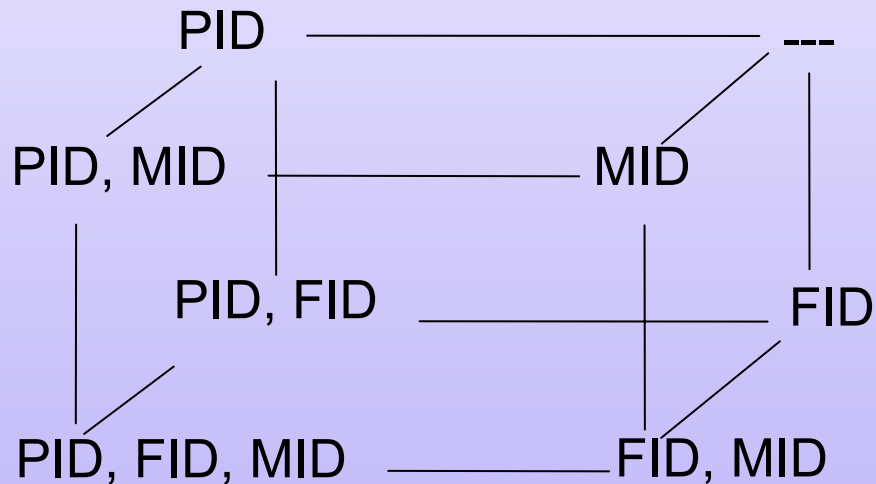 PID
---
PID, MID
MID
PID, FID
FID
PID, FID, MID
FID, MID